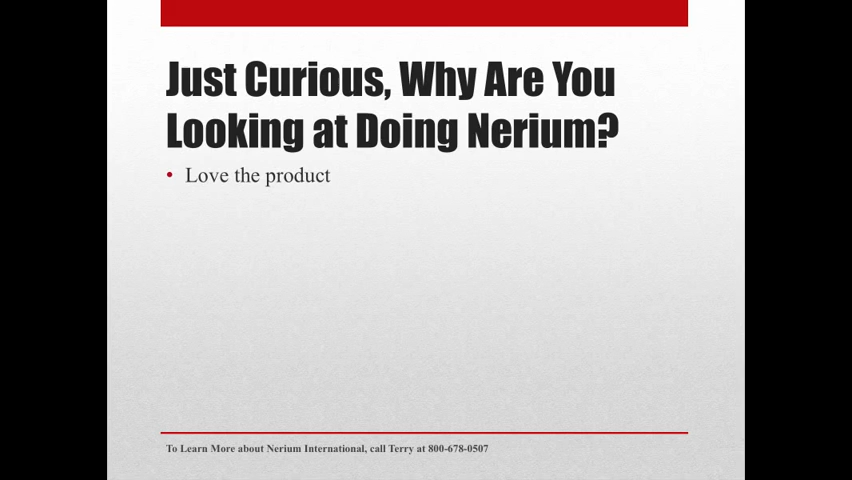 Just Curious, Why Are You
Looking at Doing Nerium?
• Love the product
To Learn More about Nerium International, call Terry at 800-678-0507